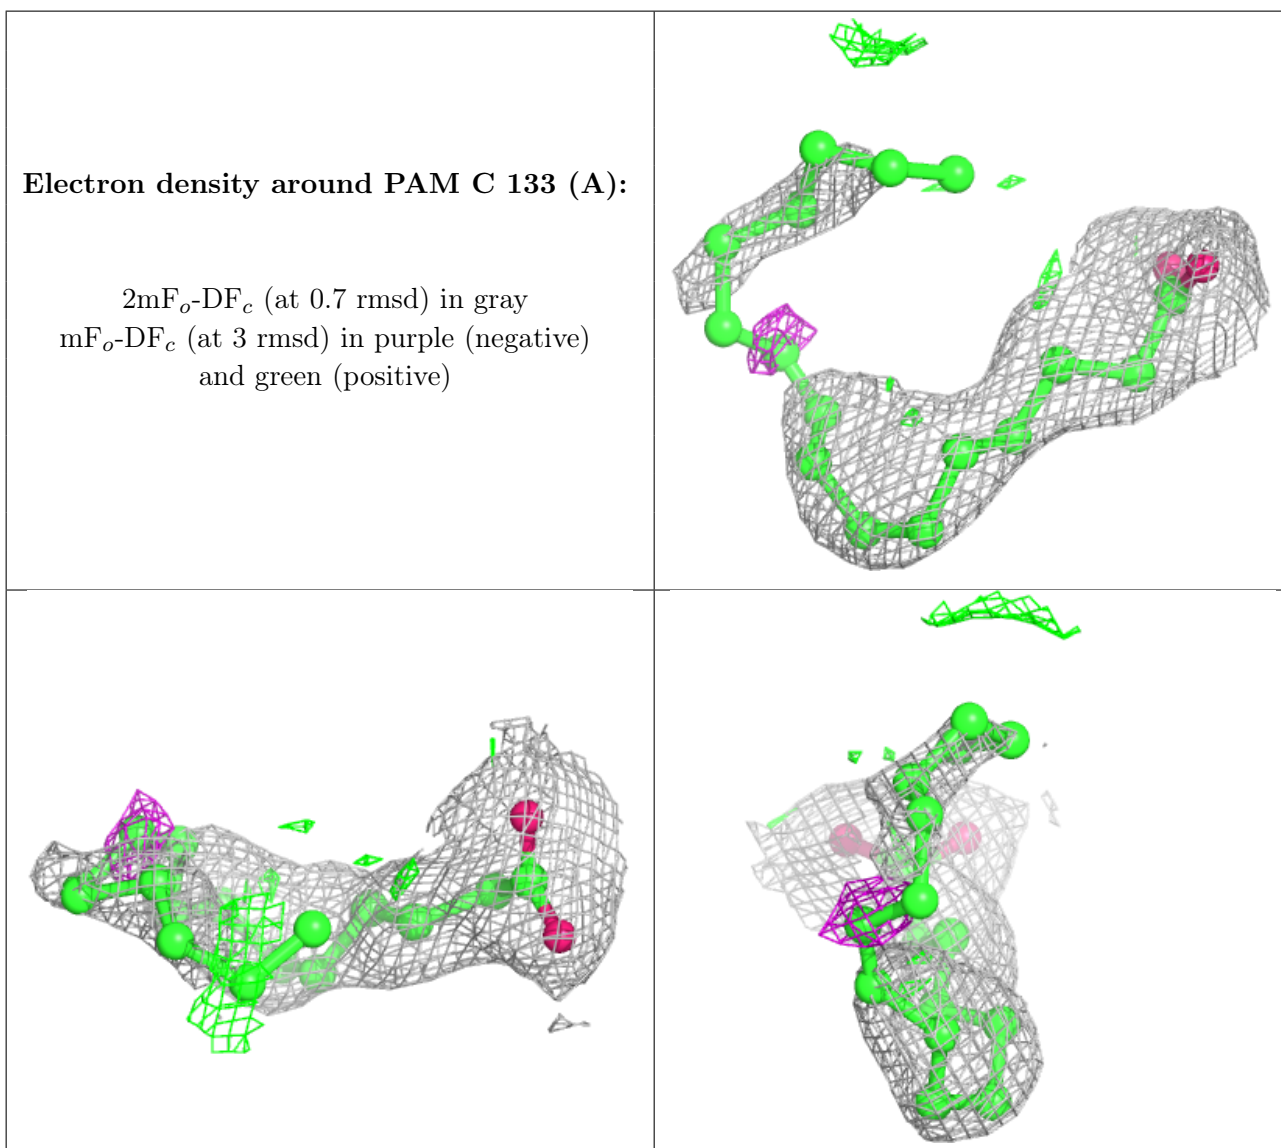 Electron density around PAM C 133 (A):
2mFₒ-DF𝑐 (at 0.7 rmsd) in gray
mFₒ-DF𝑐 (at 3 rmsd) in purple (negative)
and green (positive)